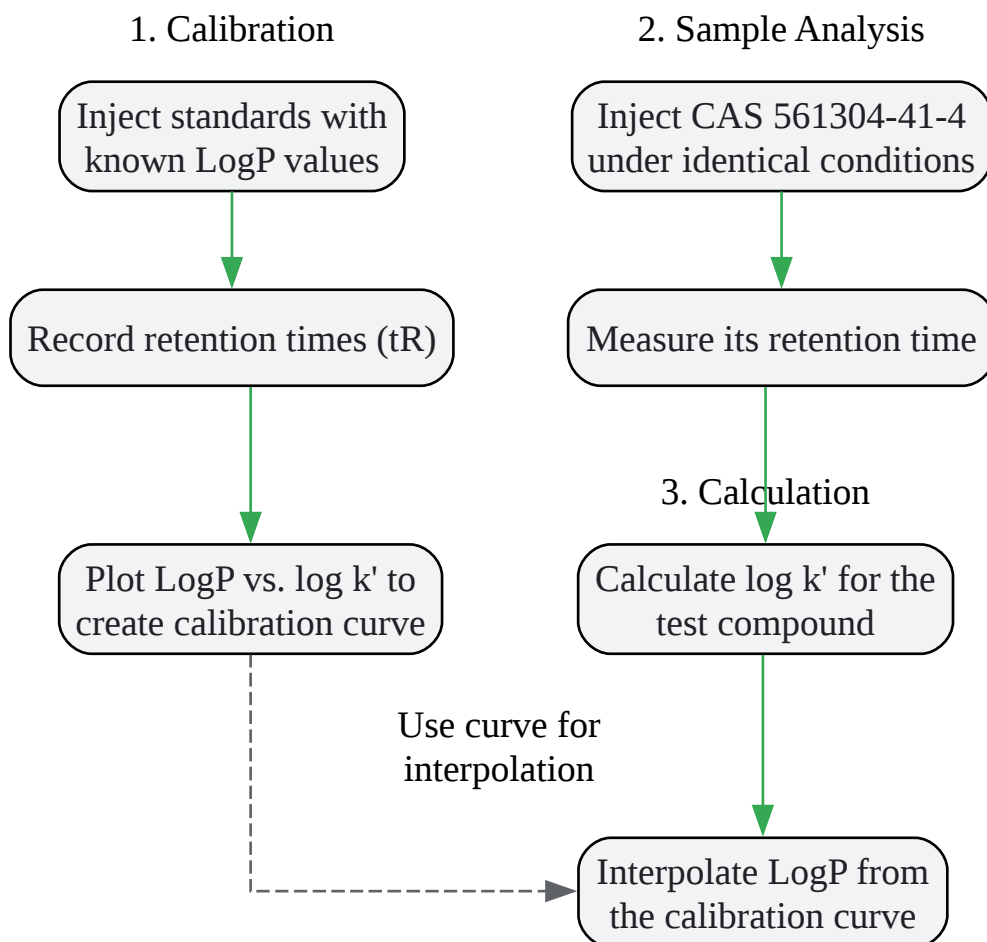 1. Calibration
Inject standards with
known LogP values
Record retention times (tR)
Plot LogP vs. log k' to
create calibration curve
Use curve for
interpolation
2. Sample Analysis
Inject CAS 561304-41-4
under identical conditions
Measure its retention time
3. Calculation
Calculate log k' for the
test compound
Interpolate LogP from
the calibration curve